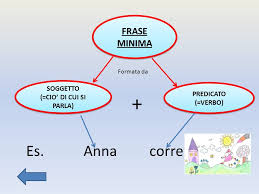 FRASE
MINIMA
Formata da
SOGGETTO
(=CIO' DI CUI SI
PARLA)
+
PREDICATO
(=VERBO)
Es. Anna corre